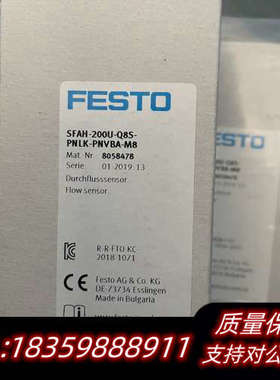 FESTO
SFAH-200U-Q8S-
PNLK-PNVBA-M8
Mat Nr 8058478
Serie 01 2019:13
Durchflusssensor
Flow sensor
R-R-FTO-KC
2018-1071
Festo AG & Co. KG
DE-73734 Esslingen
Made in Bulgaria
质量保障
:18359888911
支持对公